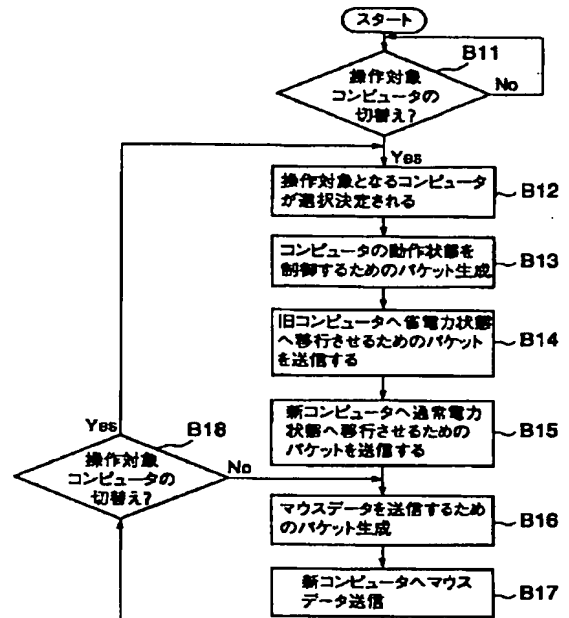 スタート
B11
操作対象
コンピュータの
切替え?
No
Yes
操作対象となるコンピュータ
が選択決定される
B12
コンピュータの動作状態を
制御するためのパケット生成
B13
旧コンピュータへ省電力状態
へ移行させるためのパケット
を送信する
B14
新コンピュータへ通常電力
状態へ移行させるための
パケットを送信する
B15
Yes
B18
操作対象
コンピュータの
切替え?
No
マウスデータを送信するため
のパケット生成
B16
新コンピュータへマウス
データ送信
B17